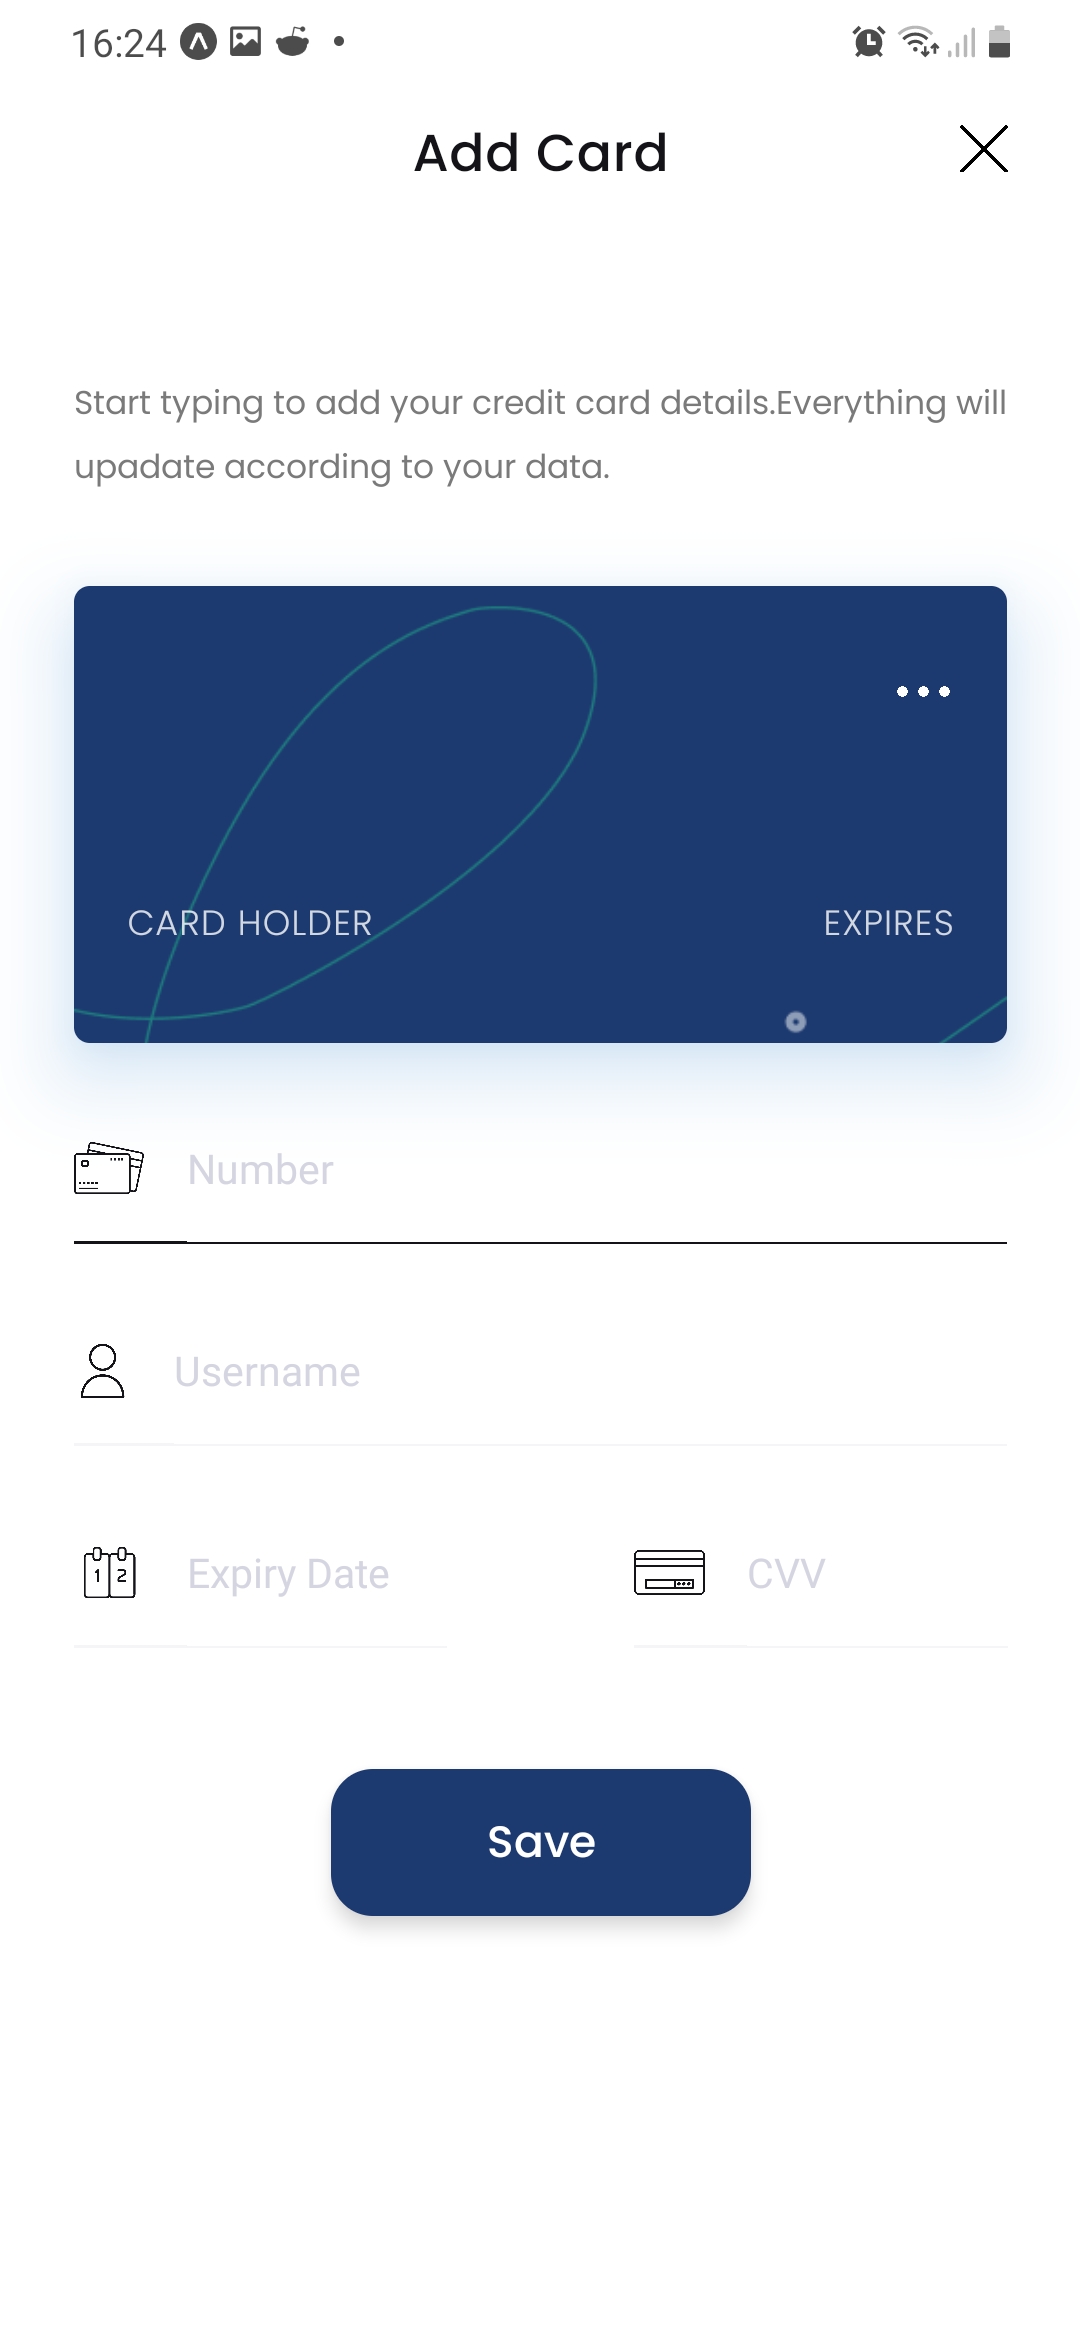 16:24
Add Card
Start typing to add your credit card details.Everything will
upadate according to your data.
CARD HOLDER EXPIRES
Number
Username
1 2 Expiry Date CVV
Save